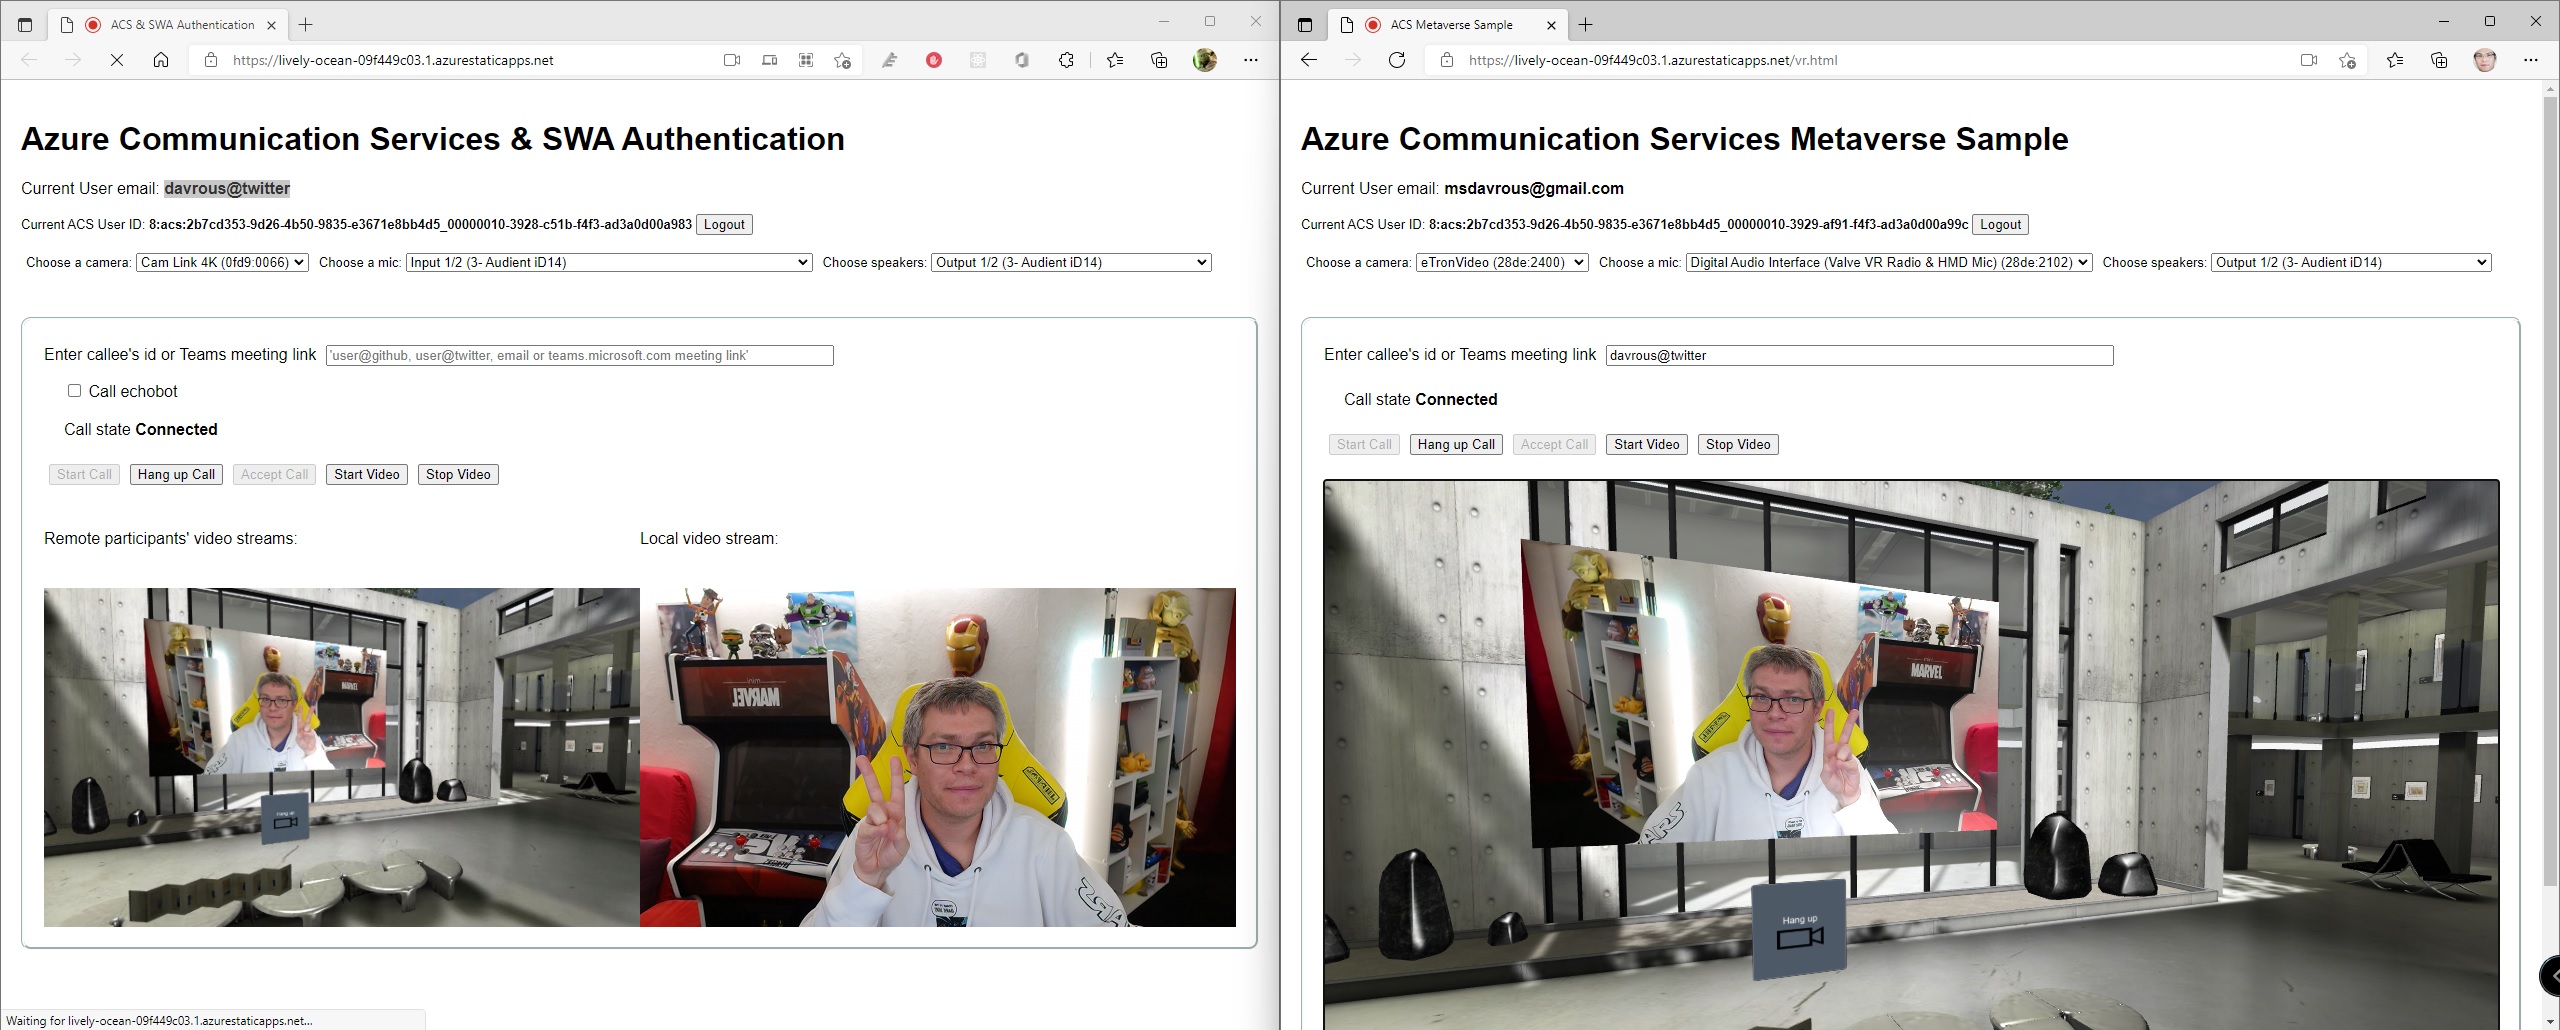 ACS & SWA Authentication
https://lively-ocean-09f449c03.1.azurestaticapps.net
Azure Communication Services & SWA Authentication
Current User email: davrous@twitter
Current ACS User ID: 8:acs:2b7cd353-9d26-4b50-9835-e3671e8bb4d5_00000010-3928-c51b-f4f3-ad3a0d00a983 Logout
Choose a camera: Cam Link 4K (0fd9:0066) Choose a mic: Input 1/2 (3- Audient iD14) Choose speakers: Output 1/2 (3- Audient iD14)
Enter callee's id or Teams meeting link 'user@github, user@twitter, email or teams.microsoft.com meeting link'
Call echobot
Call state Connected
Start Call Hang up Call Accept Call Start Video Stop Video
Remote participants' video streams: Local video stream:
MARVEL
Hang up
mini
MARVEL
Waiting for lively-ocean-09f449c03.1.azurestaticapps.net...
ACS Metaverse Sample
https://lively-ocean-09f449c03.1.azurestaticapps.net/vr.html
Azure Communication Services Metaverse Sample
Current User email: msdavrous@gmail.com
Current ACS User ID: 8:acs:2b7cd353-9d26-4b50-9835-e3671e8bb4d5_00000010-3929-af91-f4f3-ad3a0d00a99c Logout
Choose a camera: eTronVideo (28de:2400) Choose a mic: Digital Audio Interface (Valve VR Radio & HMD Mic) (28de:2102) Choose speakers: Output 1/2 (3- Audient iD14)
Enter callee's id or Teams meeting link davrous@twitter
Call state Connected
Start Call Hang up Call Accept Call Start Video Stop Video
MARVEL
Hang up